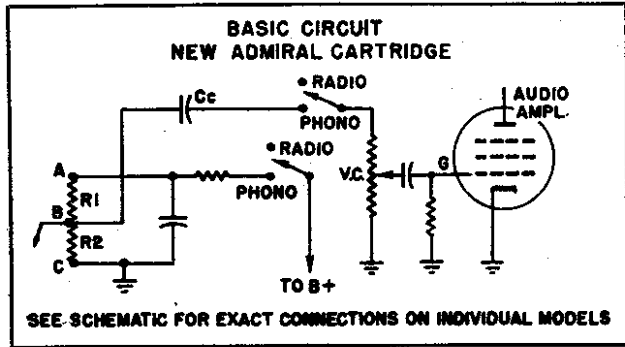 BASIC CIRCUIT
NEW ADMIRAL CARTRIDGE
Cc
RADIO
PHONO
AUDIO
AMPL.
RADIO
A
V.C.
G
PHONO
R1
B
R2
C
TO B+
SEE SCHEMATIC FOR EXACT CONNECTIONS ON INDIVIDUAL MODELS